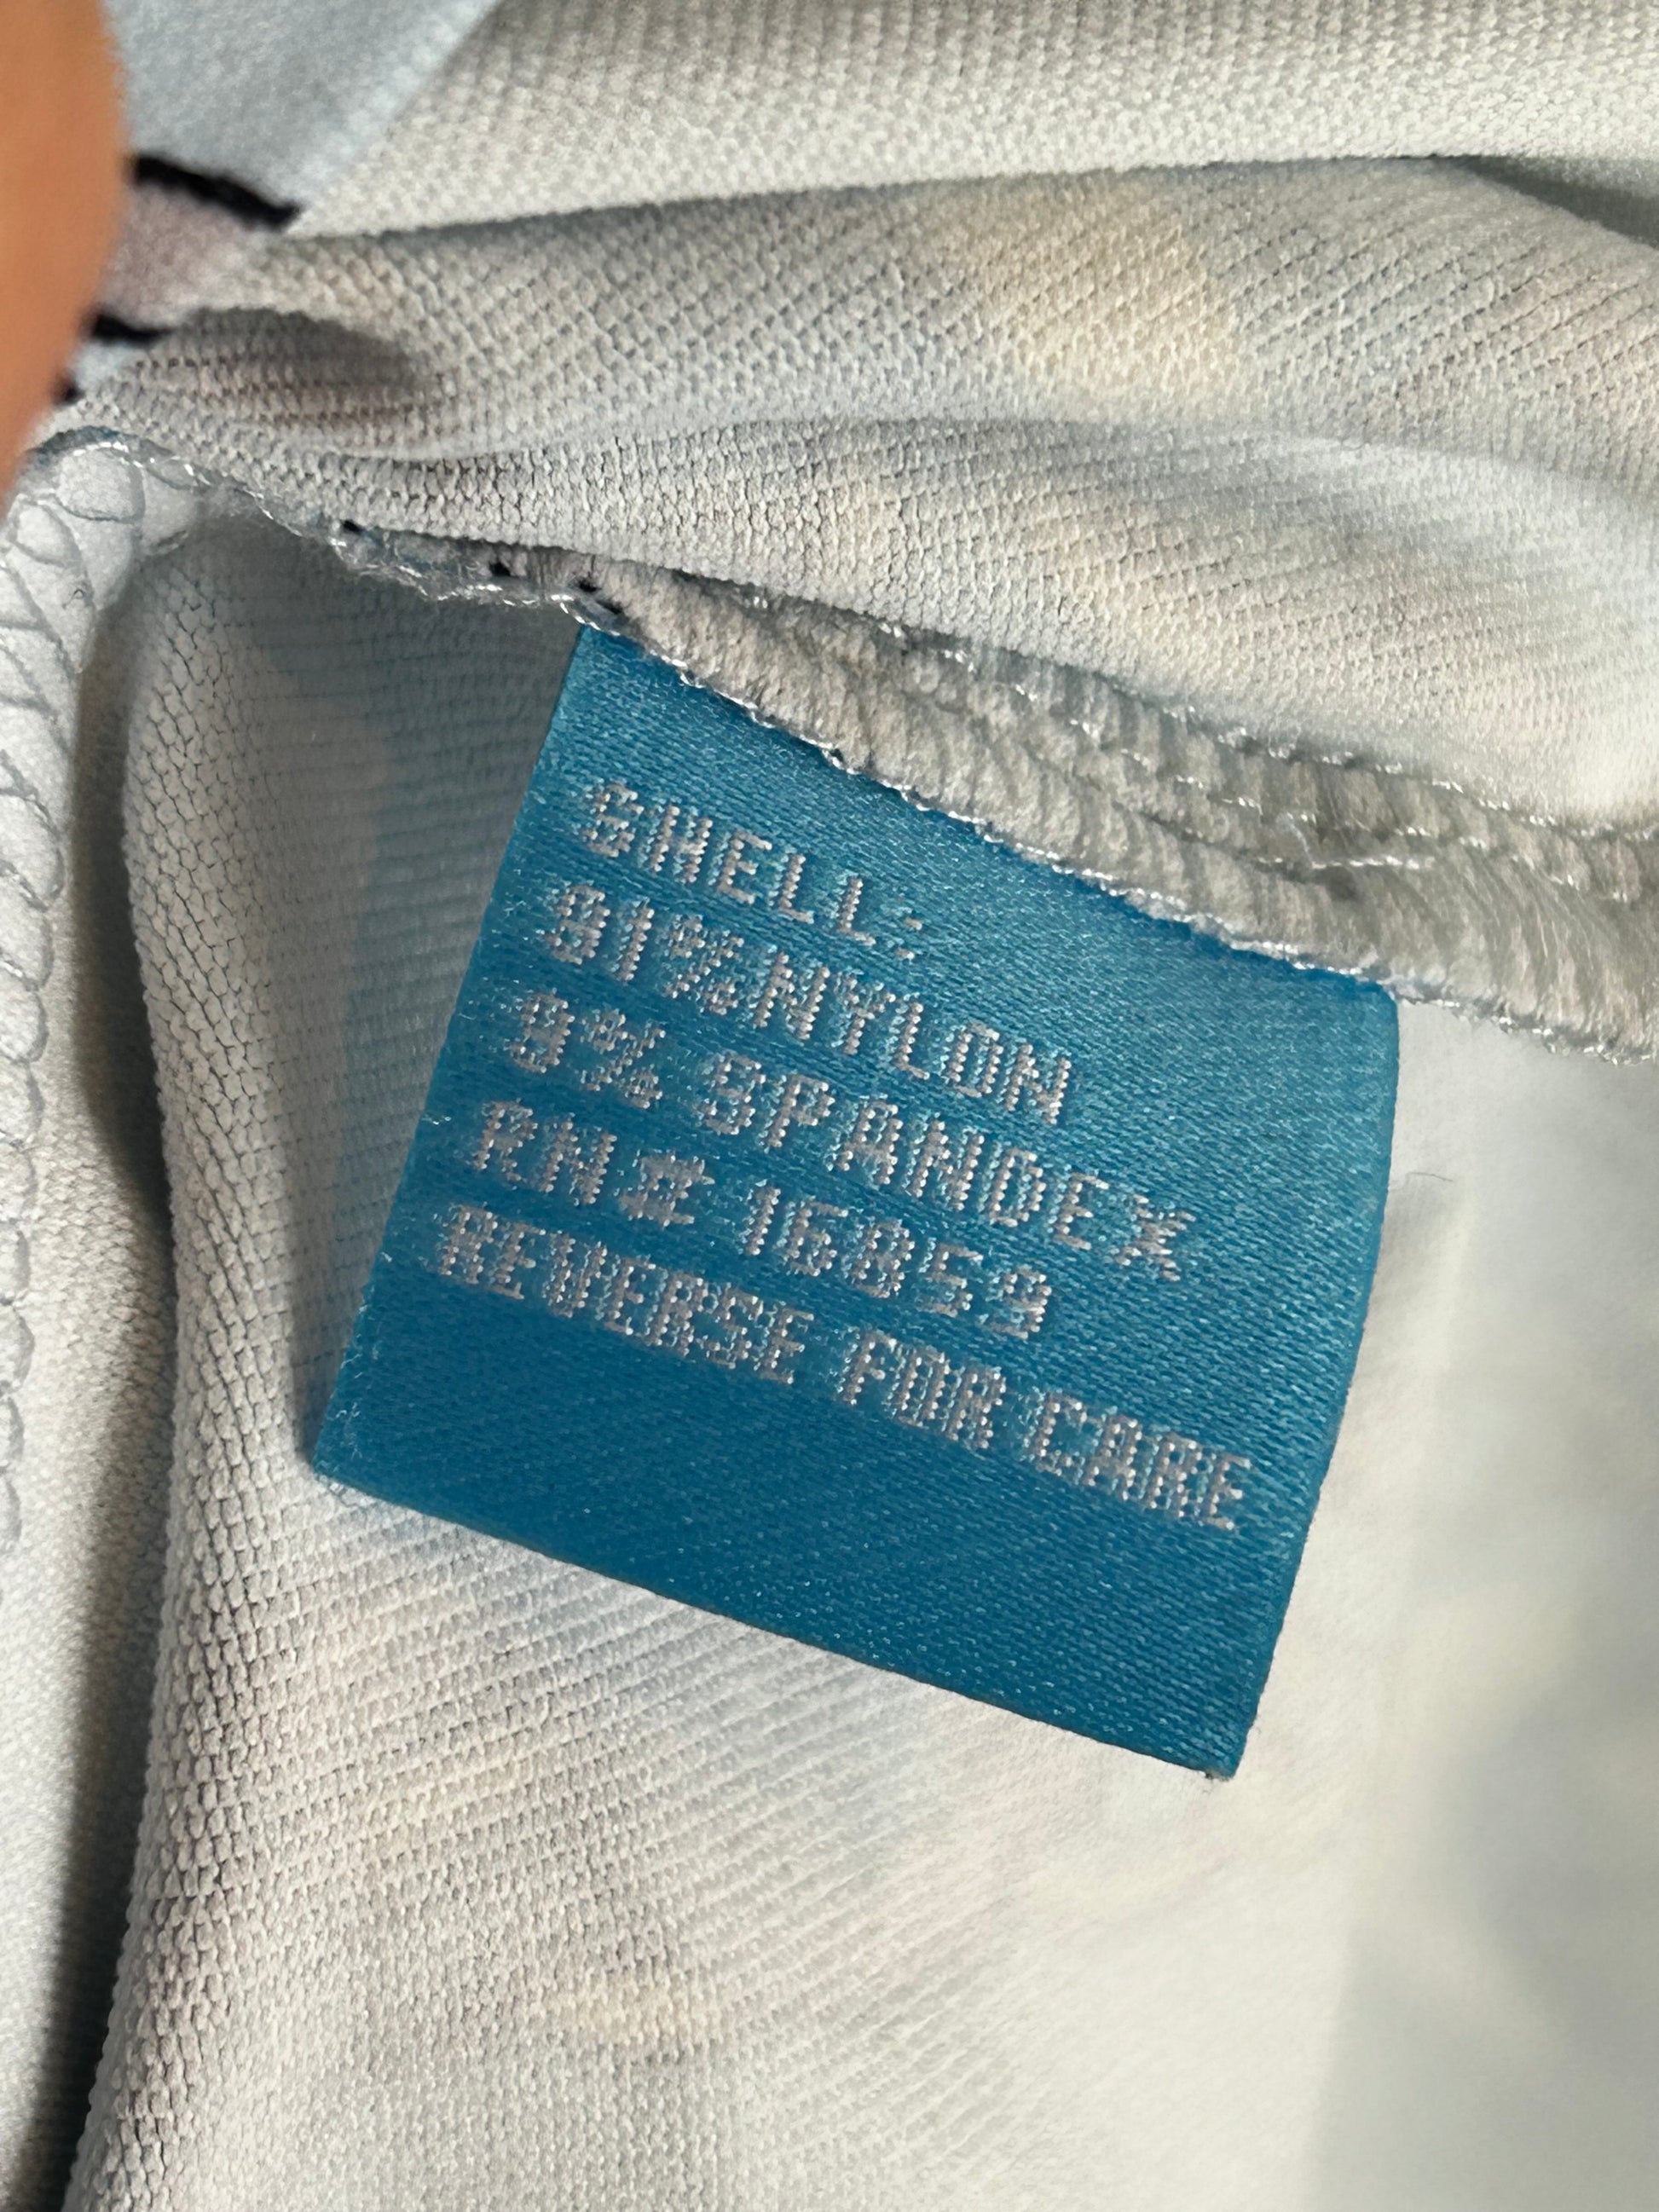 SHELL:
91%NYLON
9% SPANDEX
RN# 16859
REVERSE FOR CARE